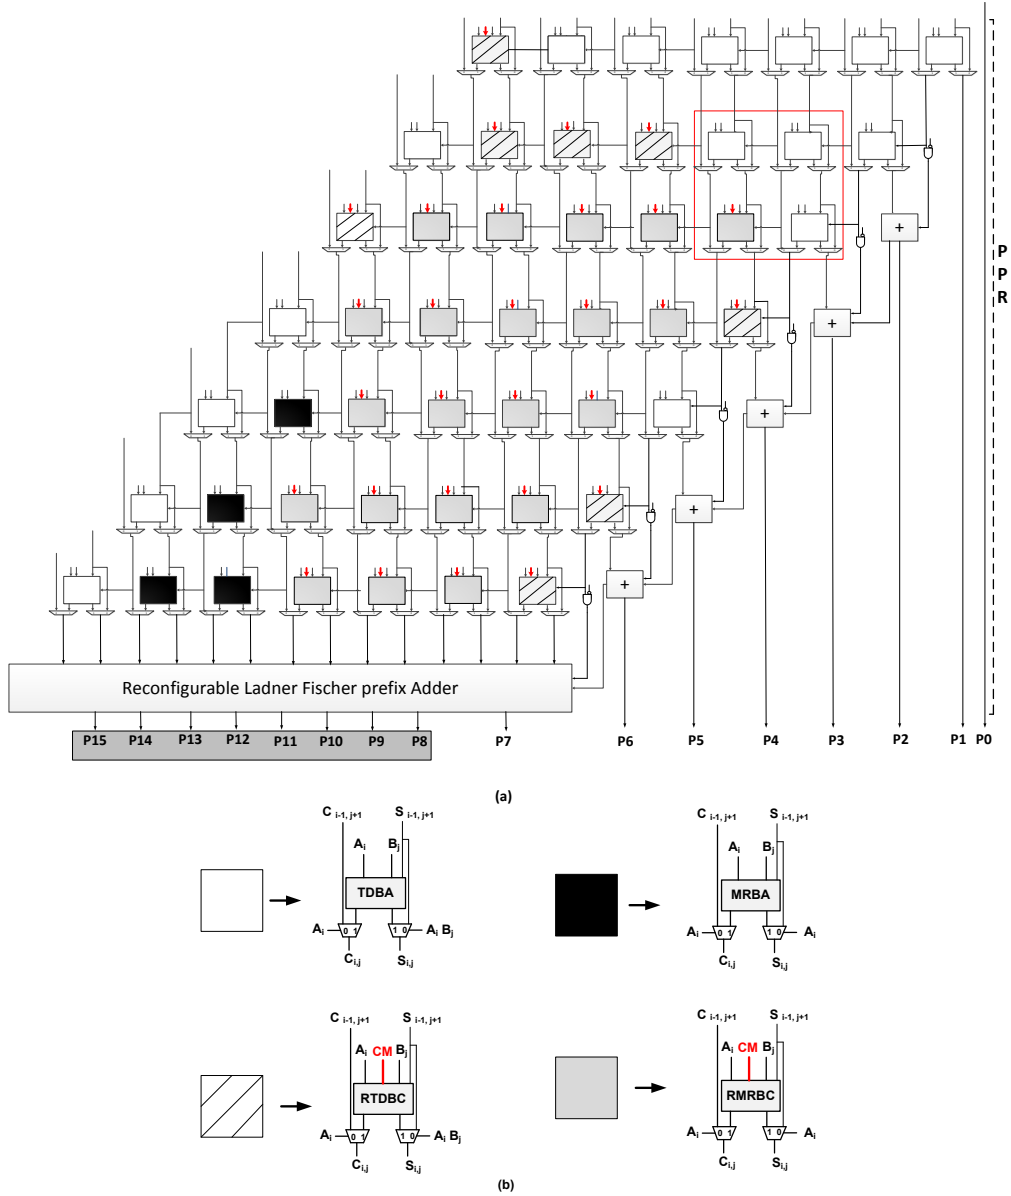 P
P
R
+
+
+
+
+
Reconfigurable Ladner Fischer prefix Adder
P15 P14 P13 P12 P11 P10 P9 P8 P7 P6 P5 P4 P3 P2 P1 P0
(a)
C i-1, j+1 S i-1, j+1 C i-1, j+1 S i-1, j+1
Ai Bj Ai Bj
TDBA MRBA
Ai 0 1 1 0 Ai Bj Ai 0 1 1 0 Ai
Ci,j Si,j Ci,j Si,j
C i-1, j+1 S i-1, j+1 C i-1, j+1 S i-1, j+1
Ai CM Bj Ai CM Bj
RTDBC RMRBC
Ai 0 1 1 0 Ai Bj Ai 0 1 1 0 Ai
Ci,j Si,j Ci,j Si,j
(b)